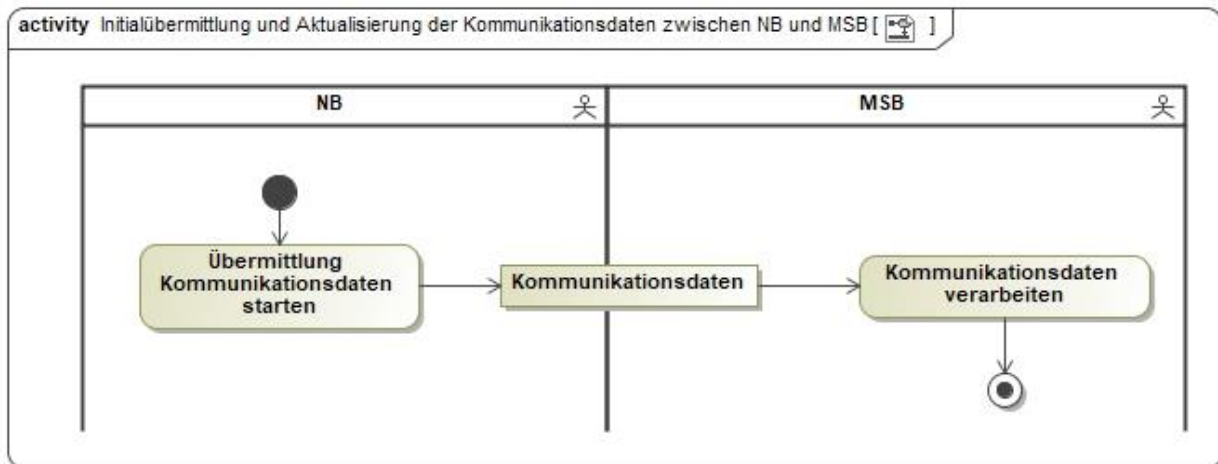 activity Initialübermittlung und Aktualisierung der Kommunikationsdaten zwischen NB und MSB [ ]
NB
MSB
Übermittlung
Kommunikationsdaten
starten
Kommunikationsdaten
Kommunikationsdaten
verarbeiten